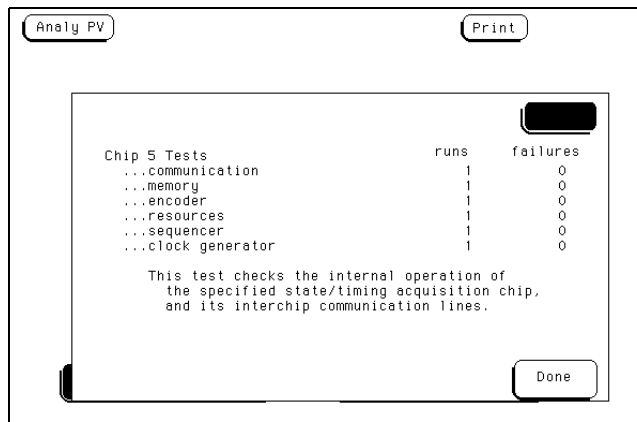 Analy PV Print
Chip 5 Tests runs failures
...communication 1 0
...memory 1 0
...encoder 1 0
...resources 1 0
...sequencer 1 0
...clock generator 1 0
This test checks the internal operation of
the specified state/timing acquisition chip,
and its interchip communication lines.
Done